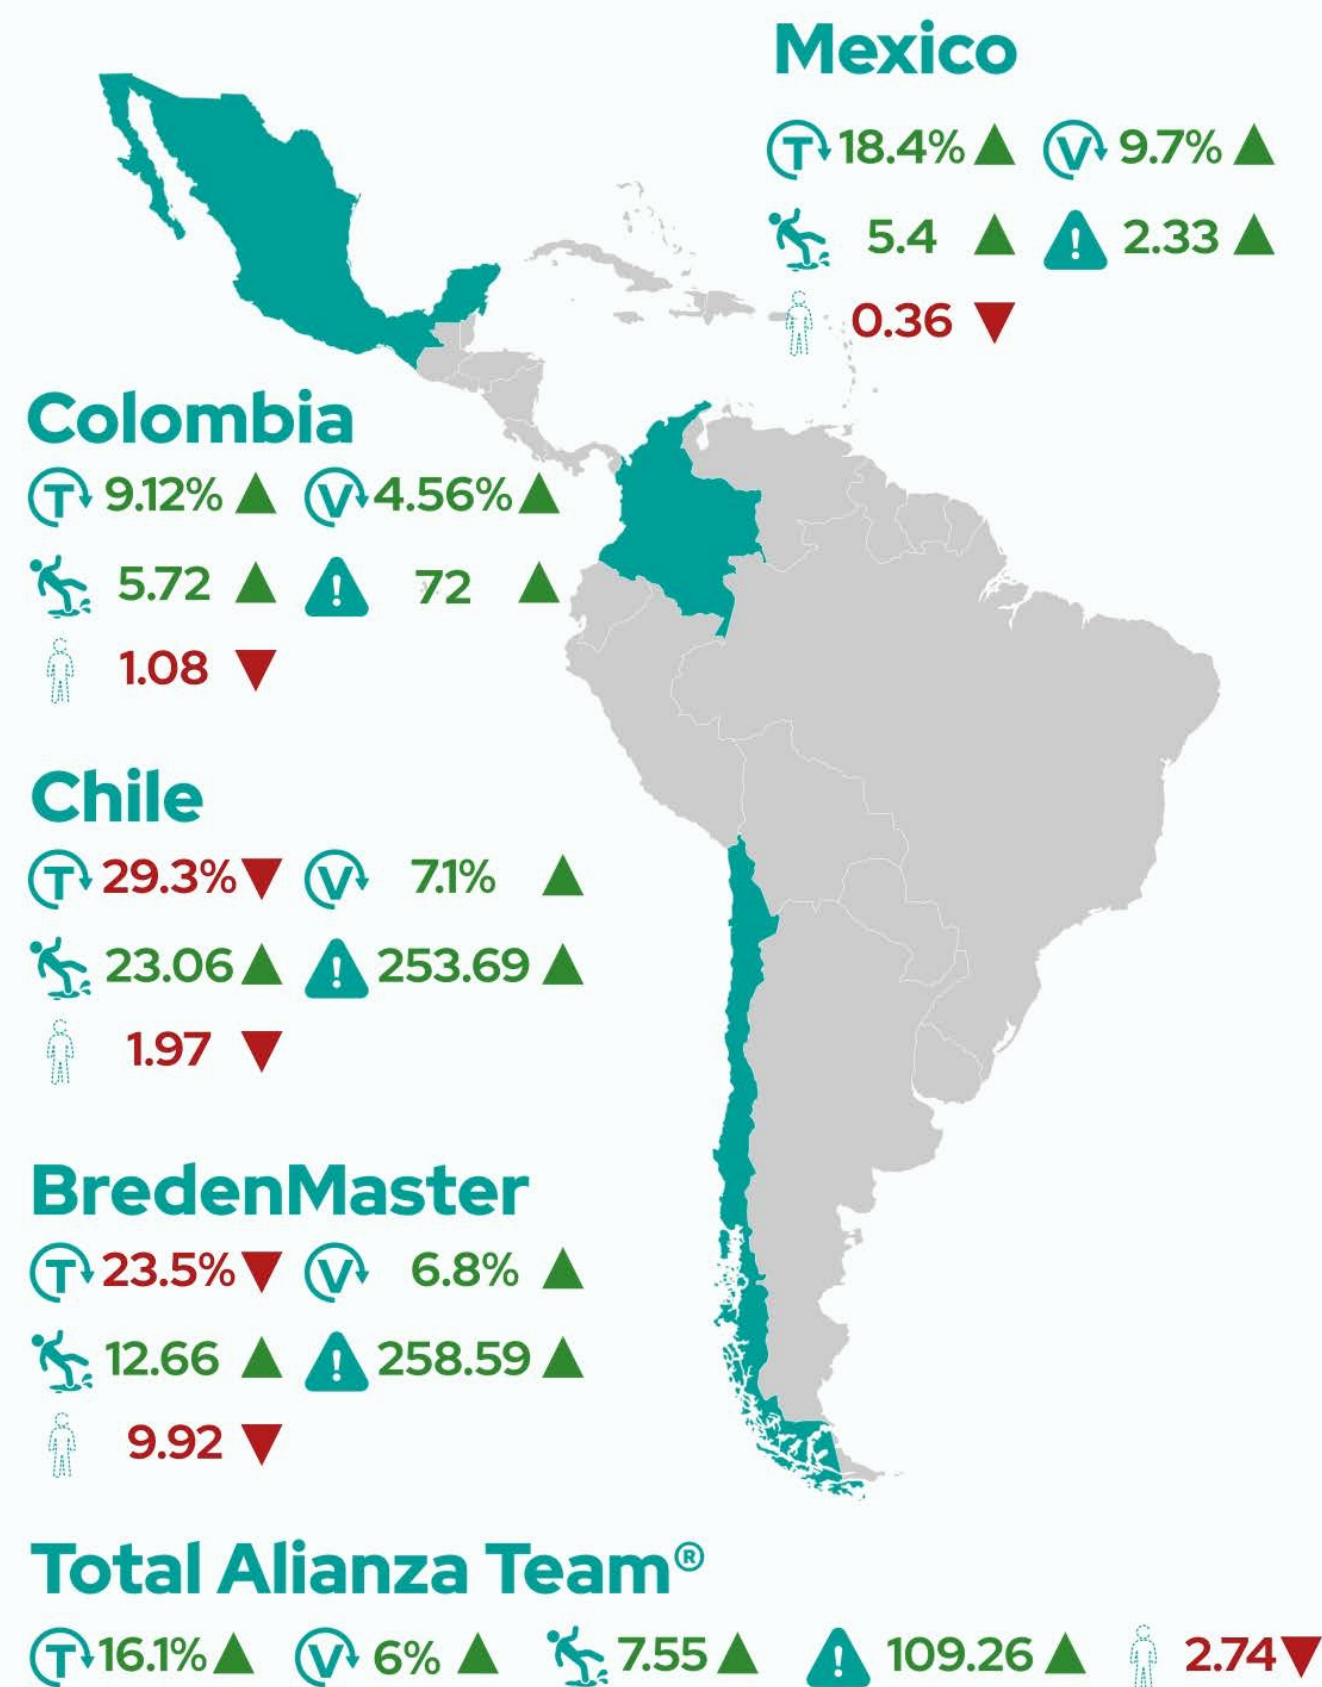 Mexico
T 18.4% ▲ V 9.7% ▲
5.4 ▲ ! 2.33 ▲
0.36 ▼
Colombia
T 9.12% ▲ V 4.56% ▲
5.72 ▲ ! 72 ▲
1.08 ▼
Chile
T 29.3% ▼ V 7.1% ▲
23.06 ▲ ! 253.69 ▲
1.97 ▼
BredenMaster
T 23.5% ▼ V 6.8% ▲
12.66 ▲ ! 258.59 ▲
9.92 ▼
Total Alianza Team®
T 16.1% ▲ V 6% ▲ 7.55 ▲ ! 109.26 ▲ 2.74 ▼